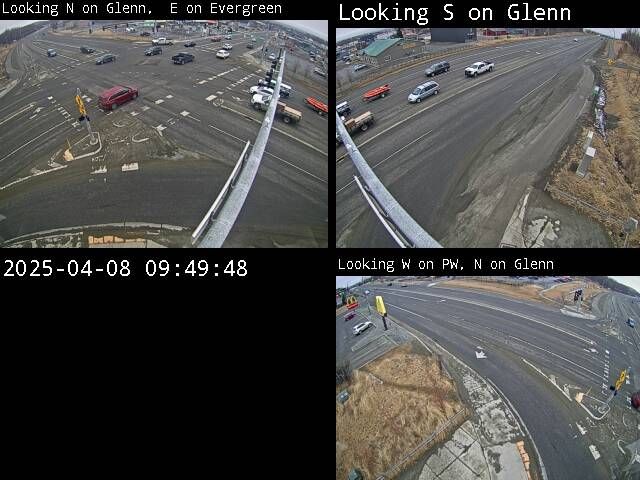 Looking N on Glenn,  E on Evergreen
Looking S on Glenn
2025-04-08 09:49:48
Looking W on PW, N on Glenn